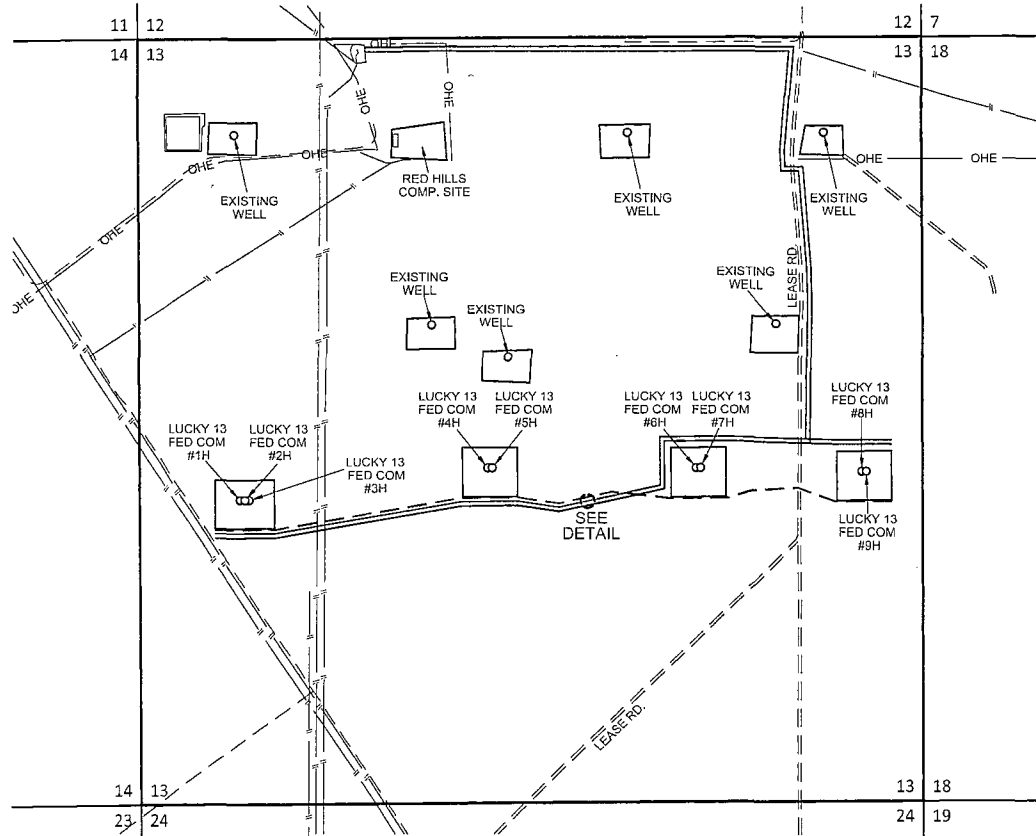 11 12
12 7
14 13
13 18
OHE
OHE
OHE
OHE
OHE
OHE
OHE
OHE
OHE
OHE
RED HILLS
COMP. SITE
EXISTING
WELL
EXISTING
WELL
EXISTING
WELL
LEASE RD.
EXISTING
WELL
EXISTING
WELL
EXISTING
WELL
LUCKY 13
FED COM
#1H
LUCKY 13
FED COM
#2H
LUCKY 13
FED COM
#3H
LUCKY 13
FED COM
#4H
LUCKY 13
FED COM
#5H
LUCKY 13
FED COM
#6H
LUCKY 13
FED COM
#7H
LUCKY 13
FED COM
#8H
LUCKY 13
FED COM
#9H
SEE
DETAIL
LEASE RD.
14 13
13 18
23 24
24 19